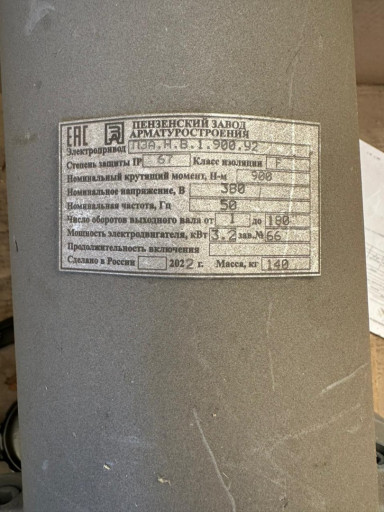 EAC ПЕНЗЕНСКИЙ ЗАВОД
АРМАТУРОСТРОЕНИЯ
Электропривод ПЭА.Н.В.1.900.92
Степень защиты IP 67 Класс изоляции F
Номинальный крутящий момент, Н-м 900
Номинальное напряжение, В 380
Номинальная частота, Гц 50
Число оборотов выходного вала от 1 до 180
Мощность электродвигателя, кВт 3.2 зав.№ 66
Продолжительность включения
Сделано в России 2022 г. Масса, кг 140